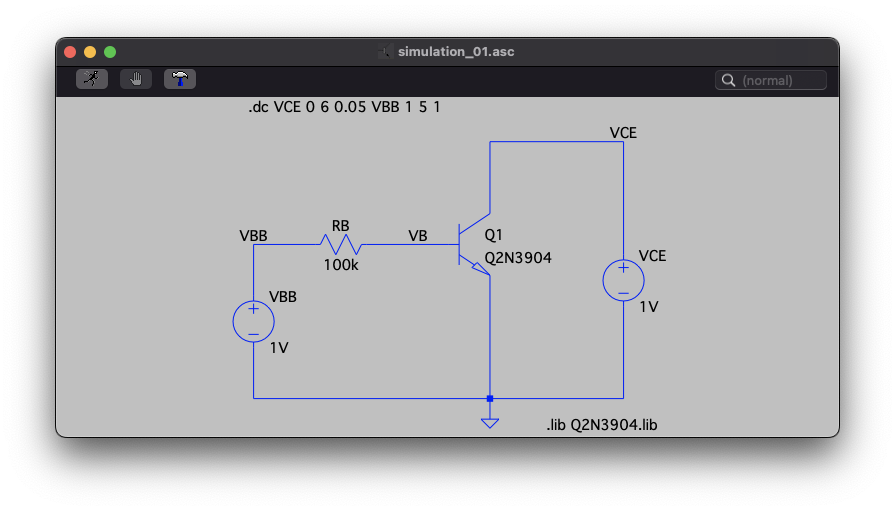 simulation_01.asc
(normal)
.dc VCE 0 6 0.05 VBB 1 5 1
VCE
RB
VBB
VB
Q1
100k
Q2N3904
VCE
VBB
1V
1V
.lib Q2N3904.lib